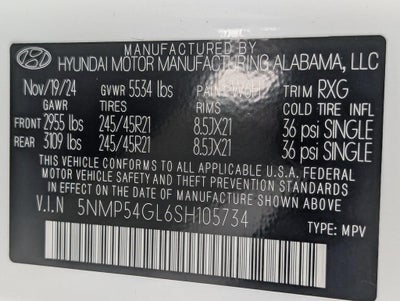 MANUFACTURED BY
HYUNDAI MOTOR MANUFACTURING ALABAMA, LLC
Nov/19/24 GVWR 5534 lbs PAINT TRIM RXG
GAWR TIRES RIMS COLD TIRE INFL
FRONT 2955 lbs 245/45R21 8.5JX21 36 psi SINGLE
REAR 3109 lbs 245/45R21 8.5JX21 36 psi SINGLE
THIS VEHICLE CONFORMS TO ALL APPLICABLE U.S.A FEDERAL
MOTOR VEHICLE SAFETY AND THEFT PREVENTION STANDARDS
IN EFFECT ON THE DATE OF MANUFACTURE SHOWN ABOVE.
V.I.N 5NMP54GL6SH105734
TYPE: MPV